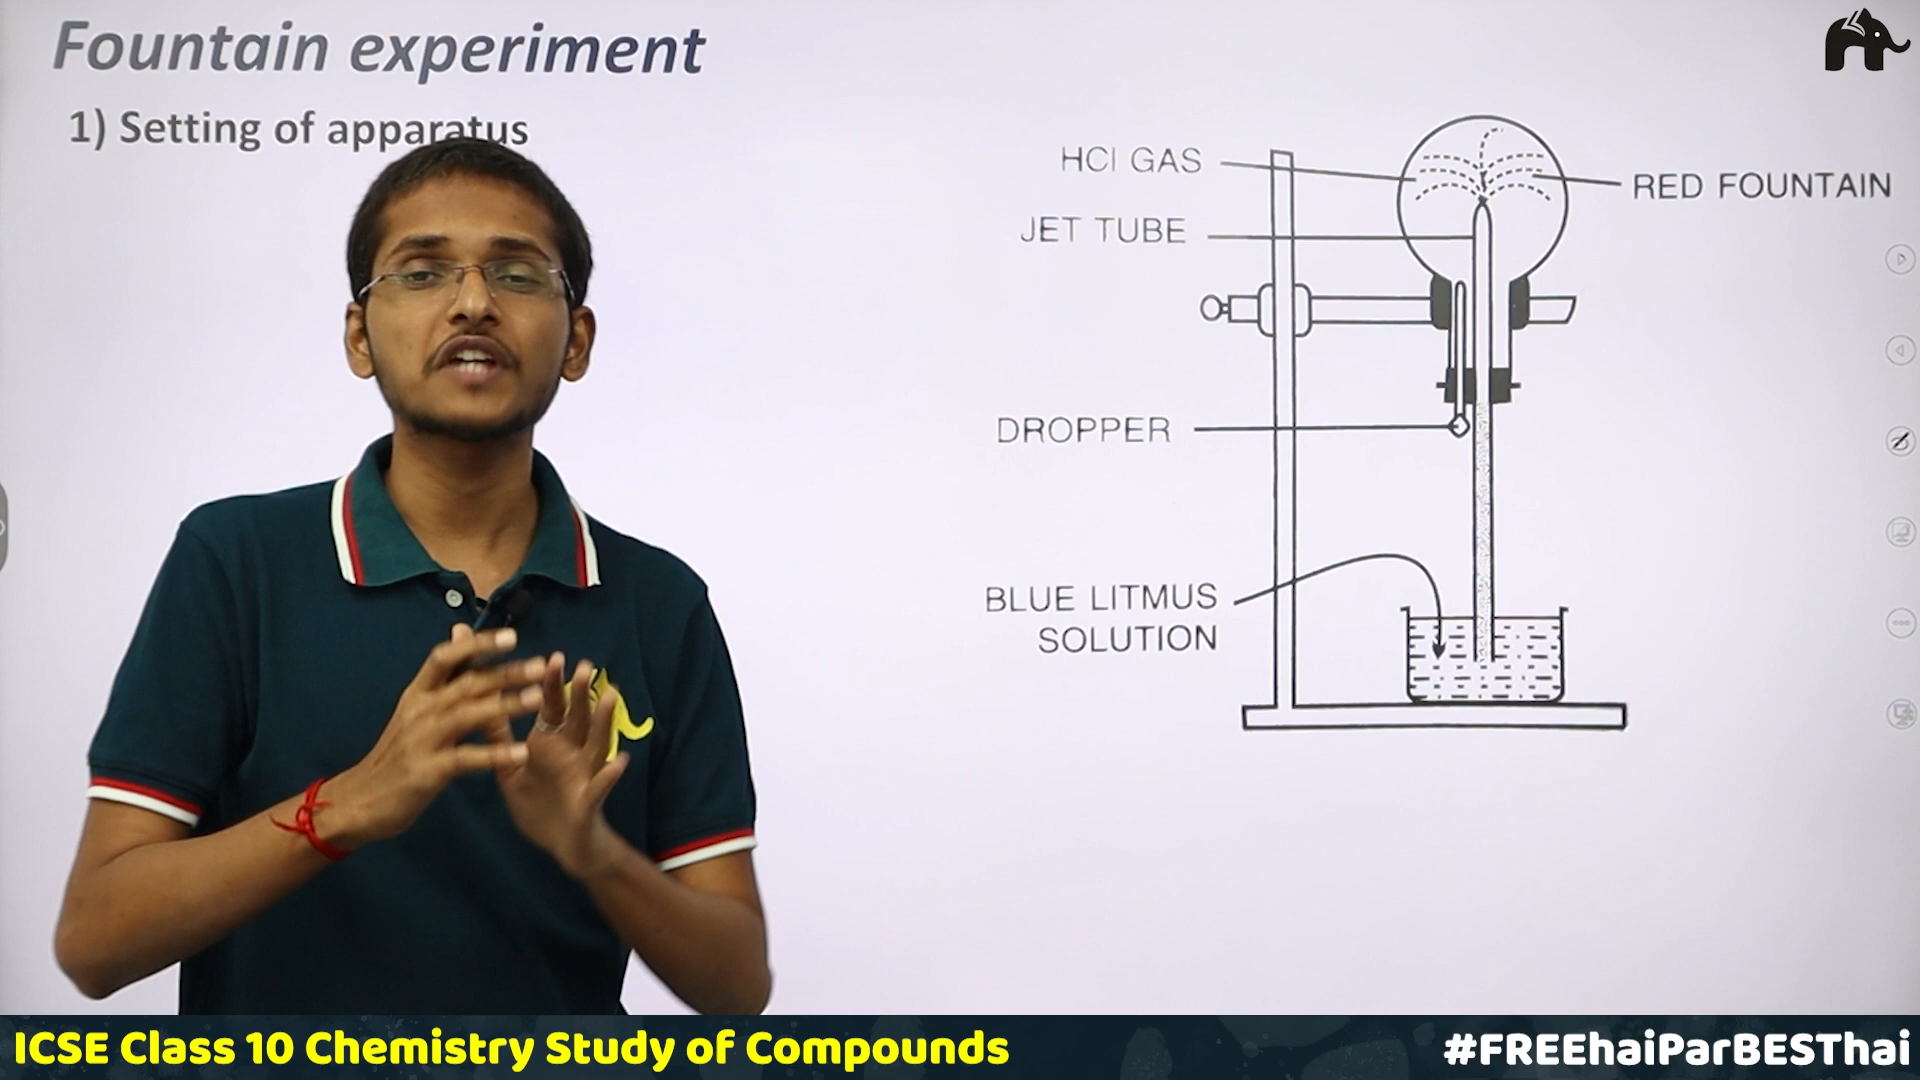 Fountain experiment
1) Setting of apparatus
HCl GAS
RED FOUNTAIN
JET TUBE
DROPPER
BLUE LITMUS
SOLUTION
ICSE Class 10 Chemistry Study of Compounds
#FREEhaiParBESThai